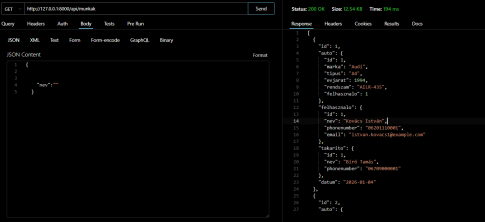 GET http://127.0.0.1:8000/api/munkak Send
Query Headers Auth Body Tests Pre Run
JSON XML Text Form Form-encode GraphQL Binary
JSON Content Format
1 {
2
3
4 "nev":""
5 }
Status: 200 OK Size: 12.54 KB Time: 194 ms
Response Headers Cookies Results Docs
1 [
2 {
3 "id": 1,
4 "auto": {
5 "id": 1,
6 "marka": "Audi",
7 "tipus": "A4",
8 "evjarat": 1994,
9 "rendszam": "AELR-435",
10 "felhasznalo": 1
11 },
12 "felhasznalo": {
13 "id": 1,
14 "nev": "Kovács István",
15 "phonenumber": "06201110001",
16 "email": "istvan.kovacs1@example.com"
17 },
18 "takarito": {
19 "id": 1,
20 "nev": "Bíró Tamás",
21 "phonenumber": "06709000001"
22 },
23 "datum": "2026-01-04"
24 },
25 {
26 "id": 2,
27 "auto": {